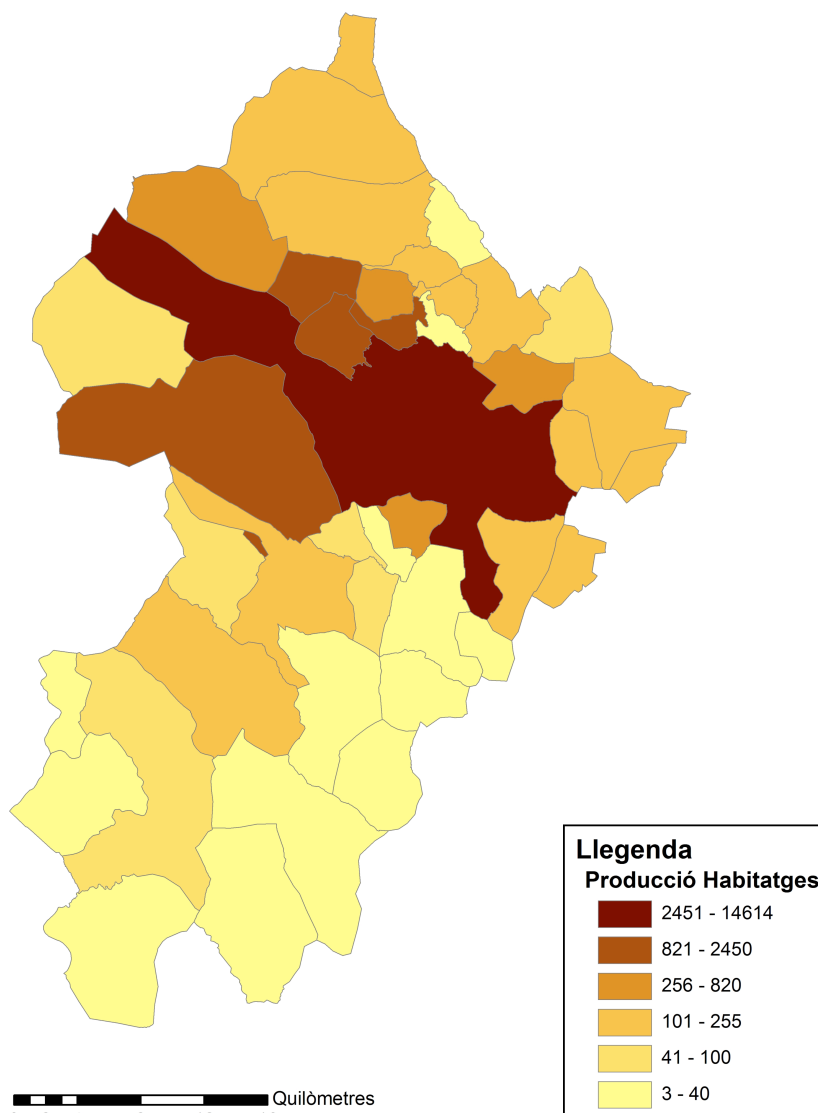 Llegenda
Producció Habitatges
2451 - 14614
821 - 2450
256 - 820
101 - 255
41 - 100
3 - 40
Quilòmetres